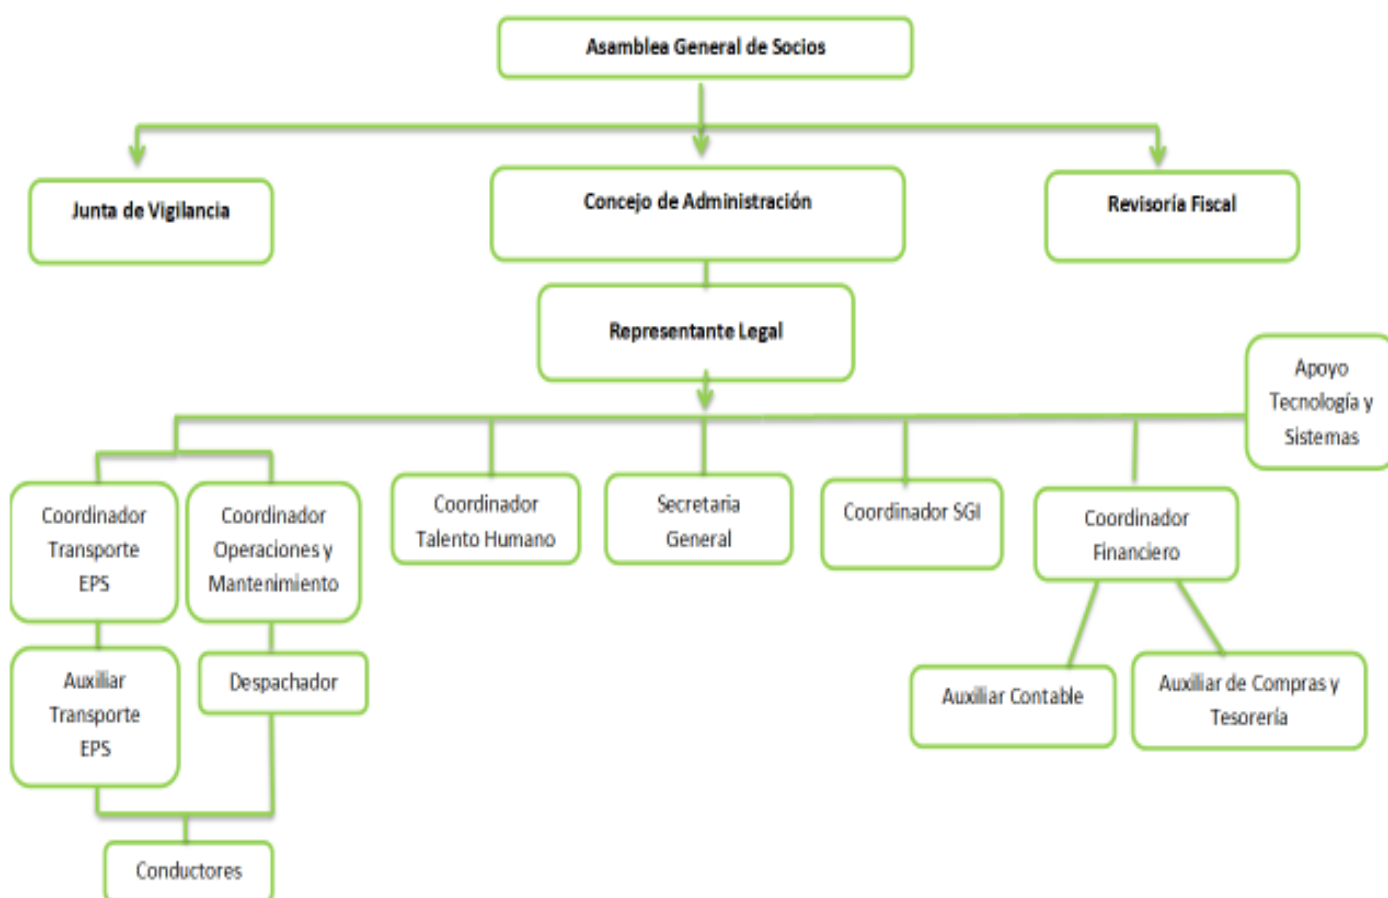 Asamblea General de Socios
Junta de Vigilancia
Concejo de Administración
Revisoría Fiscal
Representante Legal
Apoyo
Tecnología y
Sistemas
Coordinador
Transporte
EPS
Coordinador
Operaciones y
Mantenimiento
Coordinador
Talento Humano
Secretaria
General
Coordinador SGI
Coordinador
Financiero
Auxiliar
Transporte
EPS
Despachador
Auxiliar Contable
Auxiliar de Compras y
Tesorería
Conductores